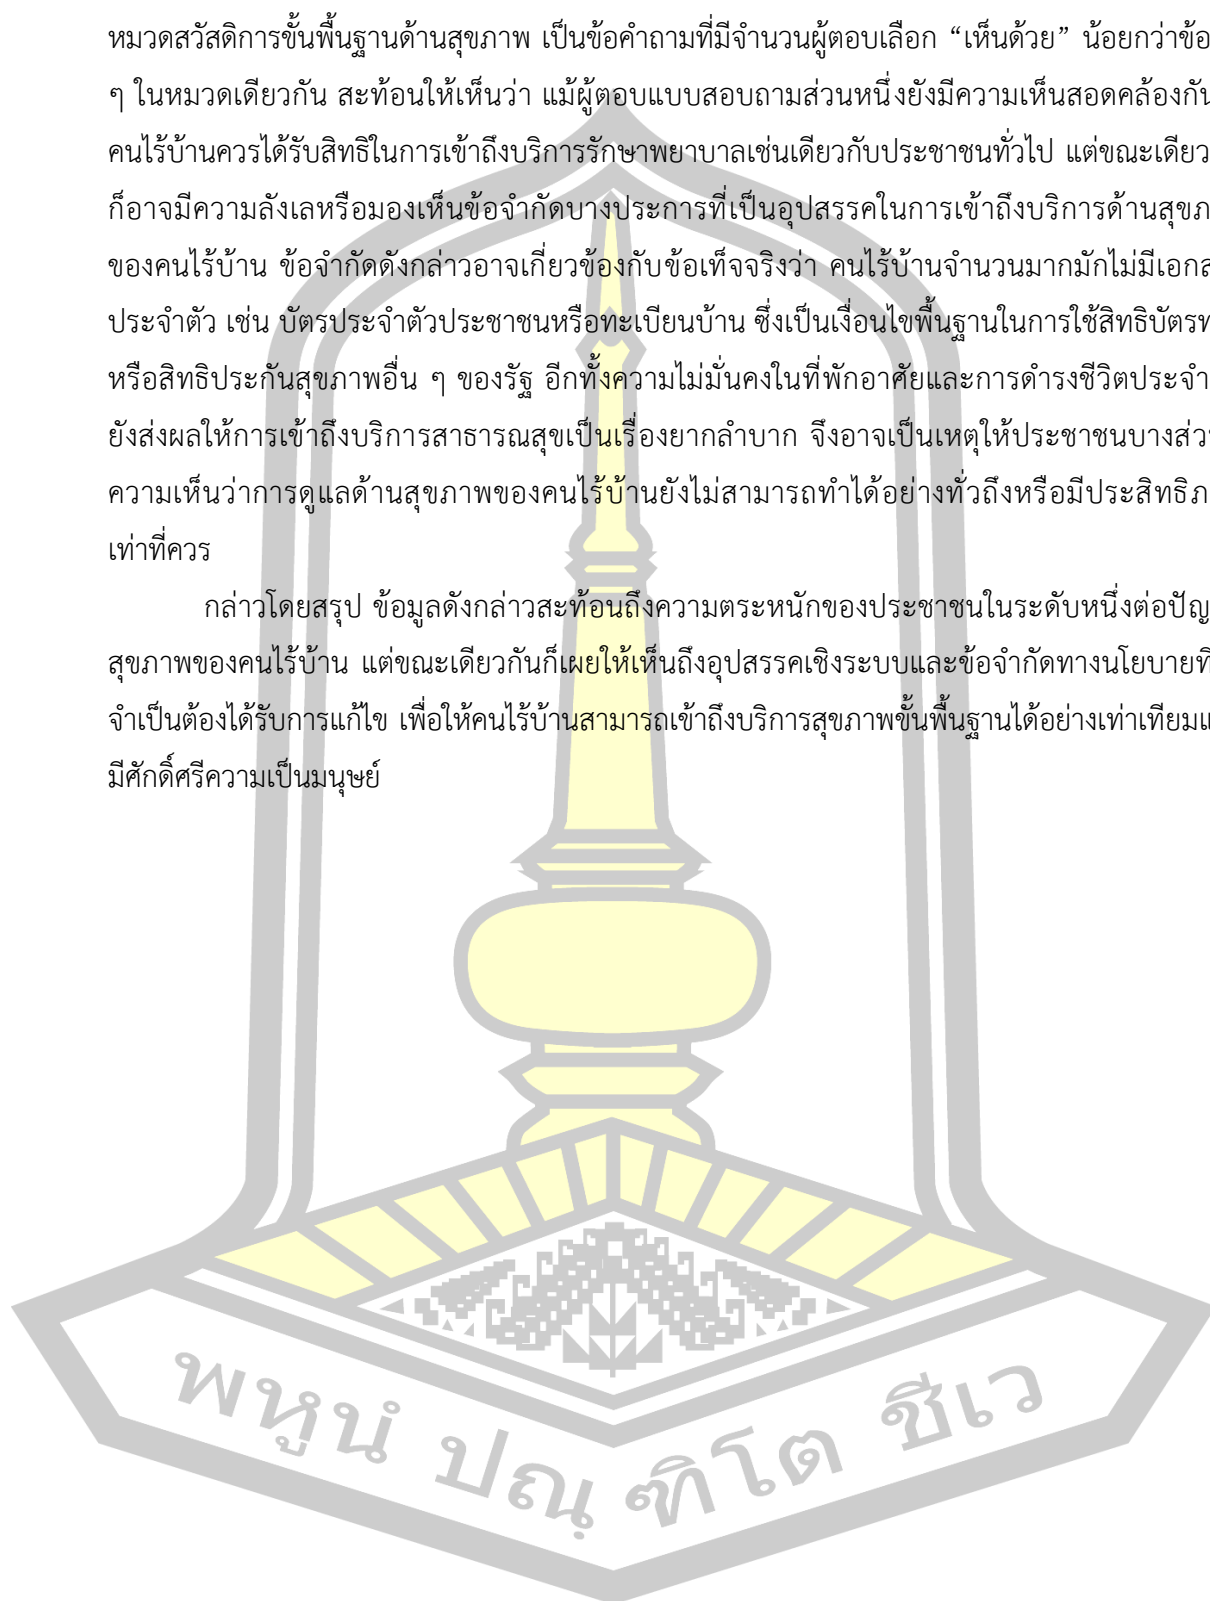 หมวดสวัสดิการขั้นพื้นฐานด้านสุขภาพ เป็นข้อคำถามที่มีจำนวนผู้ตอบเลือก “เห็นด้วย” น้อยกว่าข้อ
ๆ ในหมวดเดียวกัน สะท้อนให้เห็นว่า แม้ผู้ตอบแบบสอบถามส่วนหนึ่งยังมีความเห็นสอดคล้องกัน
คนไร้บ้านควรได้รับสิทธิในการเข้าถึงบริการรักษาพยาบาลเช่นเดียวกับประชาชนทั่วไป แต่ขณะเดียว
ก็อาจมีความลังเลหรือมองเห็นข้อจำกัดบางประการที่เป็นอุปสรรคในการเข้าถึงบริการด้านสุขภ
ของคนไร้บ้าน ข้อจำกัดดังกล่าวอาจเกี่ยวข้องกับข้อเท็จจริงว่า คนไร้บ้านจำนวนมากมักไม่มีเอกส
ประจำตัว เช่น บัตรประจำตัวประชาชนหรือทะเบียนบ้าน ซึ่งเป็นเงื่อนไขพื้นฐานในการใช้สิทธิบัตรท
หรือสิทธิประกันสุขภาพอื่น ๆ ของรัฐ อีกทั้งความไม่มั่นคงในที่พักอาศัยและการดำรงชีวิตประจำ
ยังส่งผลให้การเข้าถึงบริการสาธารณสุขเป็นเรื่องยากลำบาก จึงอาจเป็นเหตุให้ประชาชนบางส่ว
ความเห็นว่าการดูแลด้านสุขภาพของคนไร้บ้านยังไม่สามารถทำได้อย่างทั่วถึงหรือมีประสิทธิภ
เท่าที่ควร
กล่าวโดยสรุป ข้อมูลดังกล่าวสะท้อนถึงความตระหนักของประชาชนในระดับหนึ่งต่อปัญ
สุขภาพของคนไร้บ้าน แต่ขณะเดียวกันก็เผยให้เห็นถึงอุปสรรคเชิงระบบและข้อจำกัดทางนโยบายที
จำเป็นต้องได้รับการแก้ไข เพื่อให้คนไร้บ้านสามารถเข้าถึงบริการสุขภาพขั้นพื้นฐานได้อย่างเท่าเทียมแ
มีศักดิ์ศรีความเป็นมนุษย์
พหูนํ ปณฺ ฑิโต ชีเว